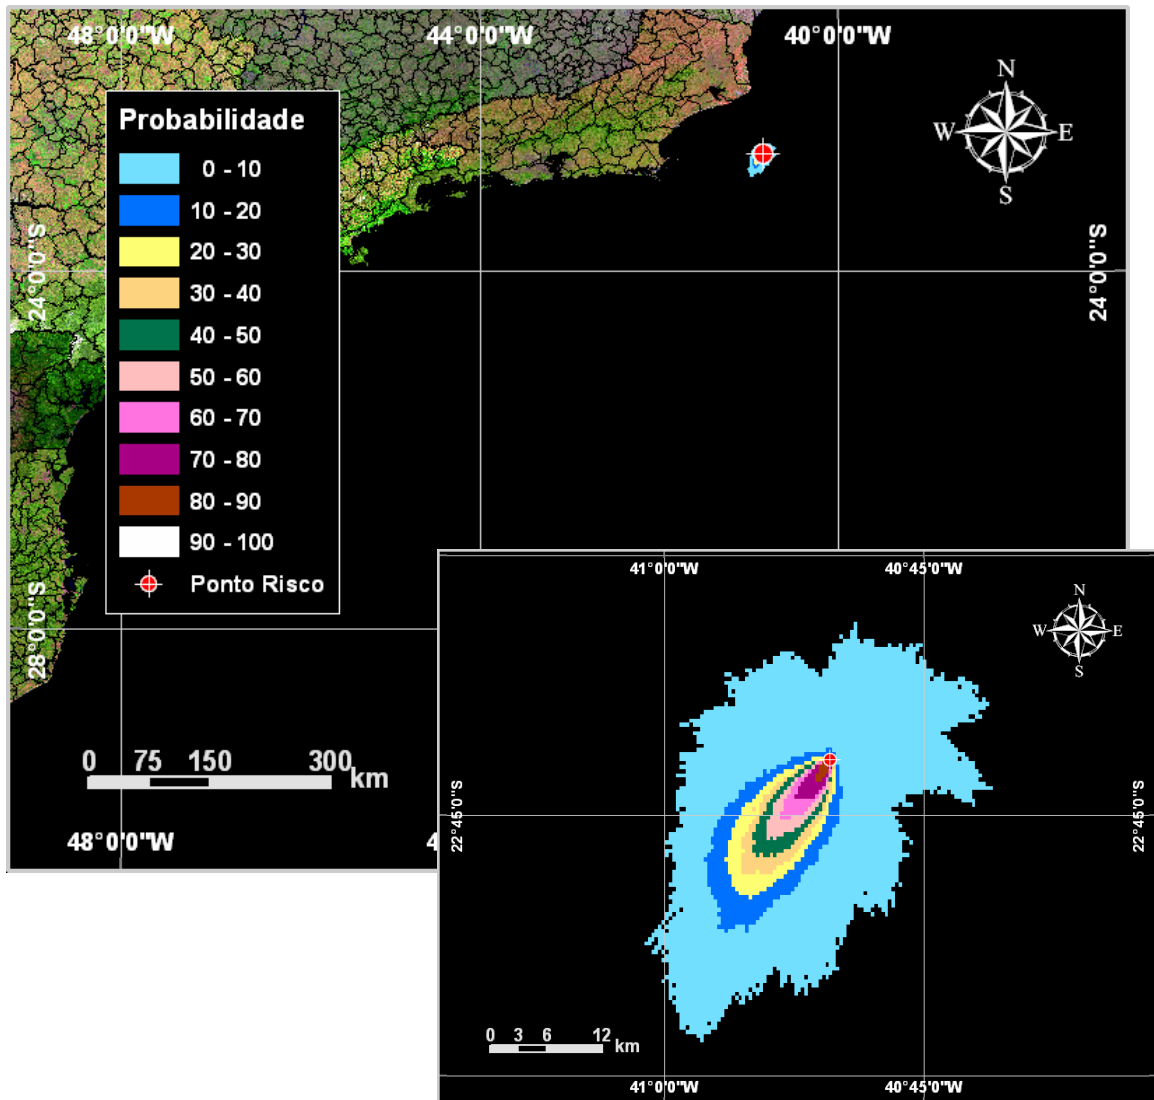 48°0'0"W 44°0'0"W 40°0'0"W
N
W E
S
Probabilidade
0 - 10
10 - 20
20 - 30
30 - 40
40 - 50
50 - 60
60 - 70
70 - 80
80 - 90
90 - 100
Ponto Risco
24°0'0"S
24°0'0"S
28°0'0"S
0 75 150 300
km
48°0'0"W 4
41°0'0"W 40°45'0"W
N
W E
S
22°45'0"S
22°45'0"S
0 3 6 12
km
41°0'0"W 40°45'0"W